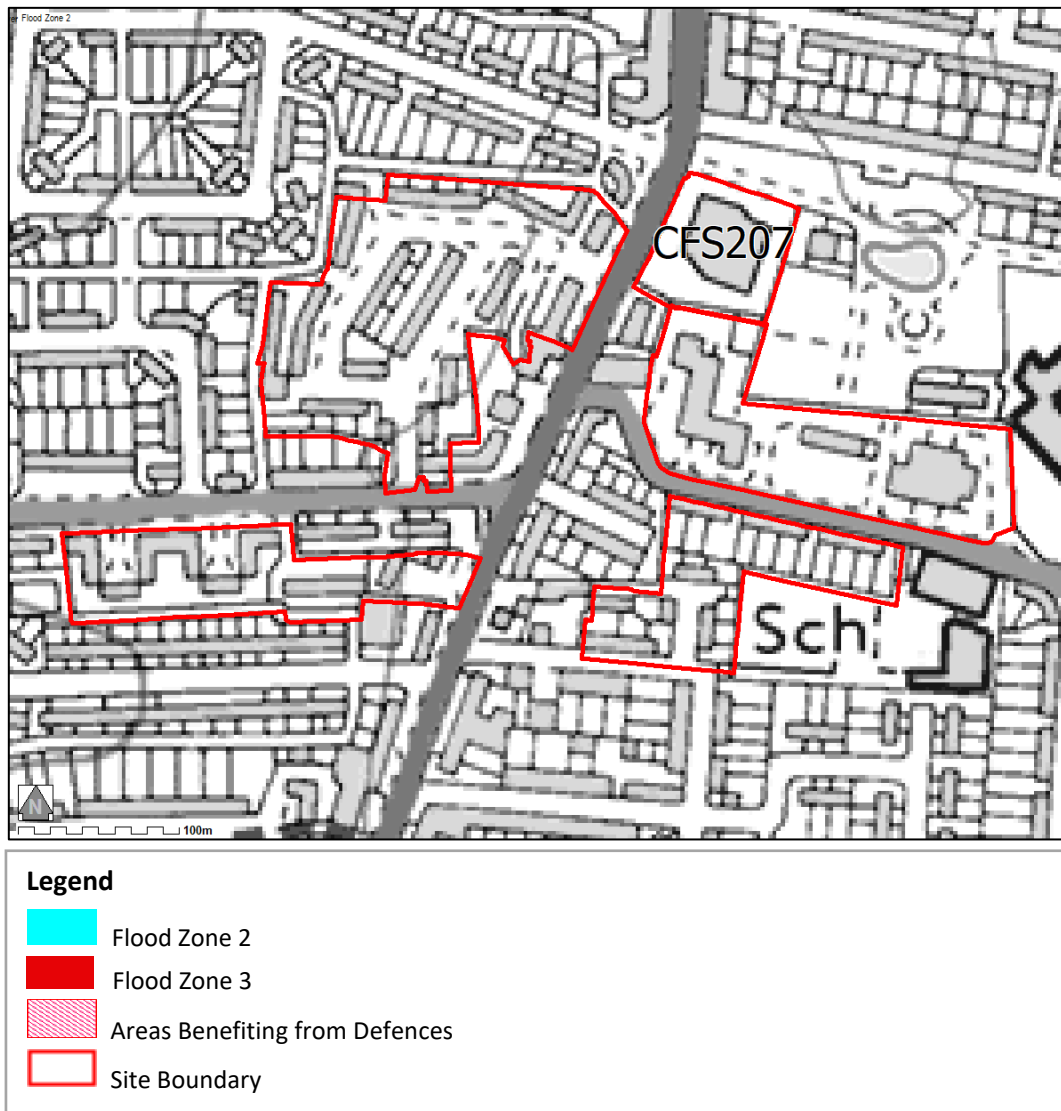 er Flood Zone 2
CFS207
Sch
N
100m
Legend
Flood Zone 2
Flood Zone 3
Areas Benefiting from Defences
Site Boundary